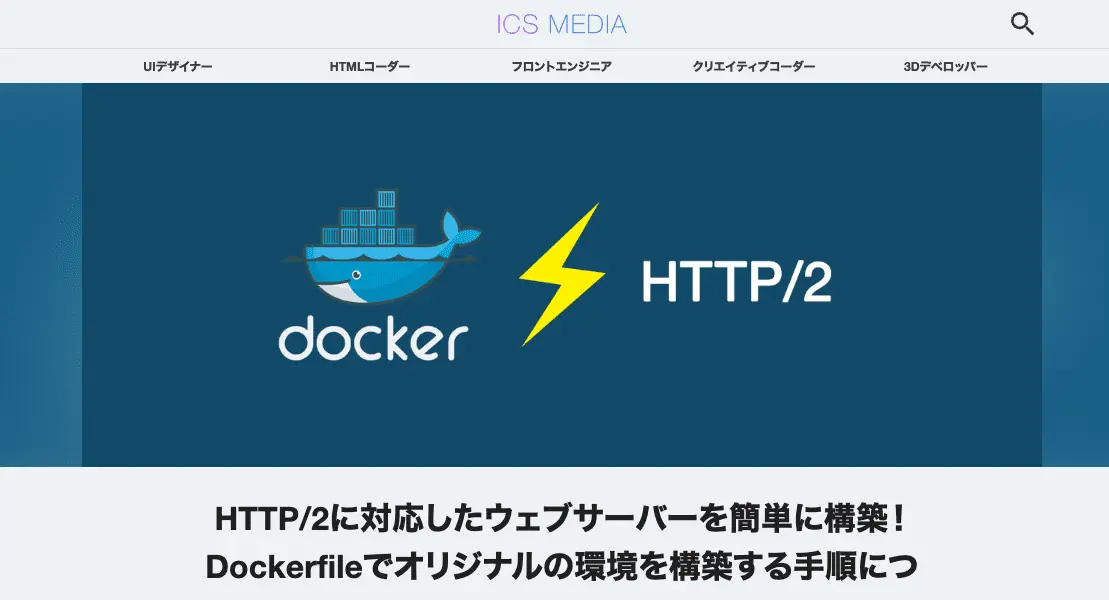 ICS MEDIA
UIデザイナー
HTMLコーダー
フロントエンジニア
クリエイティブコーダー
3Dデベロッパー
docker
HTTP/2
HTTP/2に対応したウェブサーバーを簡単に構築！
Dockerfileでオリジナルの環境を構築する手順につ